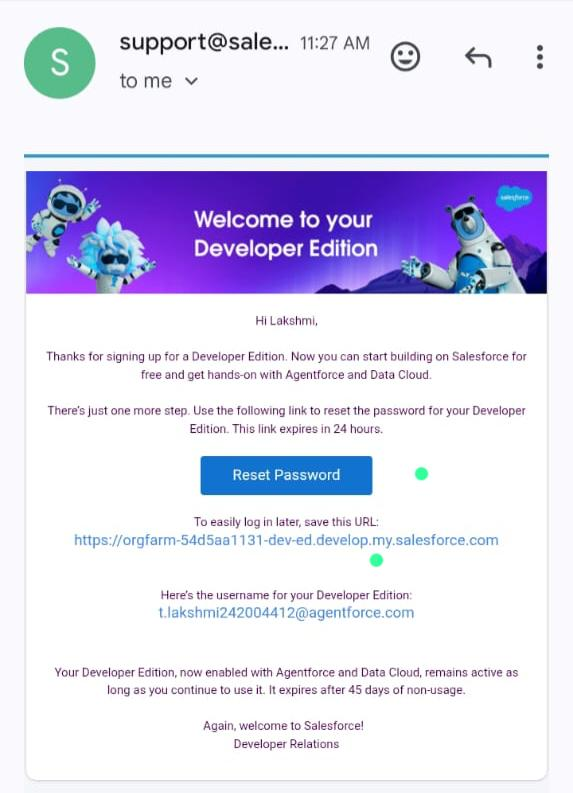 S
support@sale... 11:27 AM
to me
salesforce
Welcome to your
Developer Edition
Hi Lakshmi,
Thanks for signing up for a Developer Edition. Now you can start building on Salesforce for
free and get hands-on with Agentforce and Data Cloud.
There's just one more step. Use the following link to reset the password for your Developer
Edition. This link expires in 24 hours.
Reset Password
To easily log in later, save this URL:
https://orgfarm-54d5aa1131-dev-ed.develop.my.salesforce.com
Here's the username for your Developer Edition:
t.lakshmi242004412@agentforce.com
Your Developer Edition, now enabled with Agentforce and Data Cloud, remains active as
long as you continue to use it. It expires after 45 days of non-usage.
Again, welcome to Salesforce!
Developer Relations